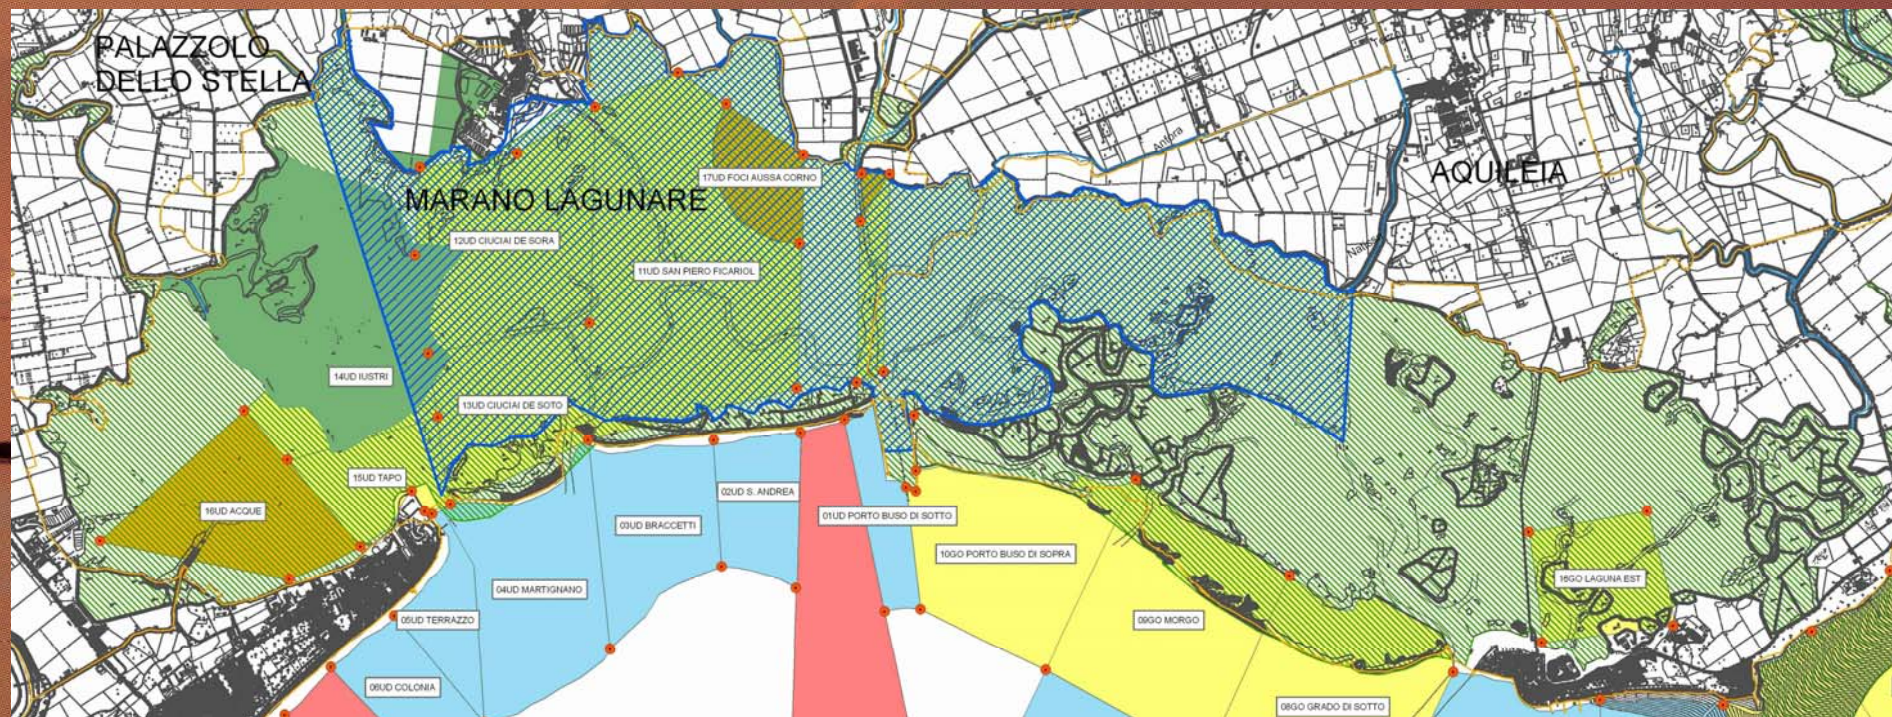 PALAZZOLO
DELLO STELLA
MARANO LAGUNARE
AQUILEIA
Anfora
Natissa
17UD FOCI AUSSA CORNO
12UD CIUCIAI DE SORA
11UD SAN PIERO FICARIOL
14UD IUSTRI
13UD CIUCIAI DE SOTO
15UD TAPO
16UD ACQUE
02UD S. ANDREA
03UD BRACCETTI
01UD PORTO BUSO DI SOTTO
10GO PORTO BUSO DI SOPRA
04UD MARTIGNANO
16GO LAGUNA EST
05UD TERRAZZO
09GO MORGO
06UD COLONIA
08GO GRADO DI SOTTO